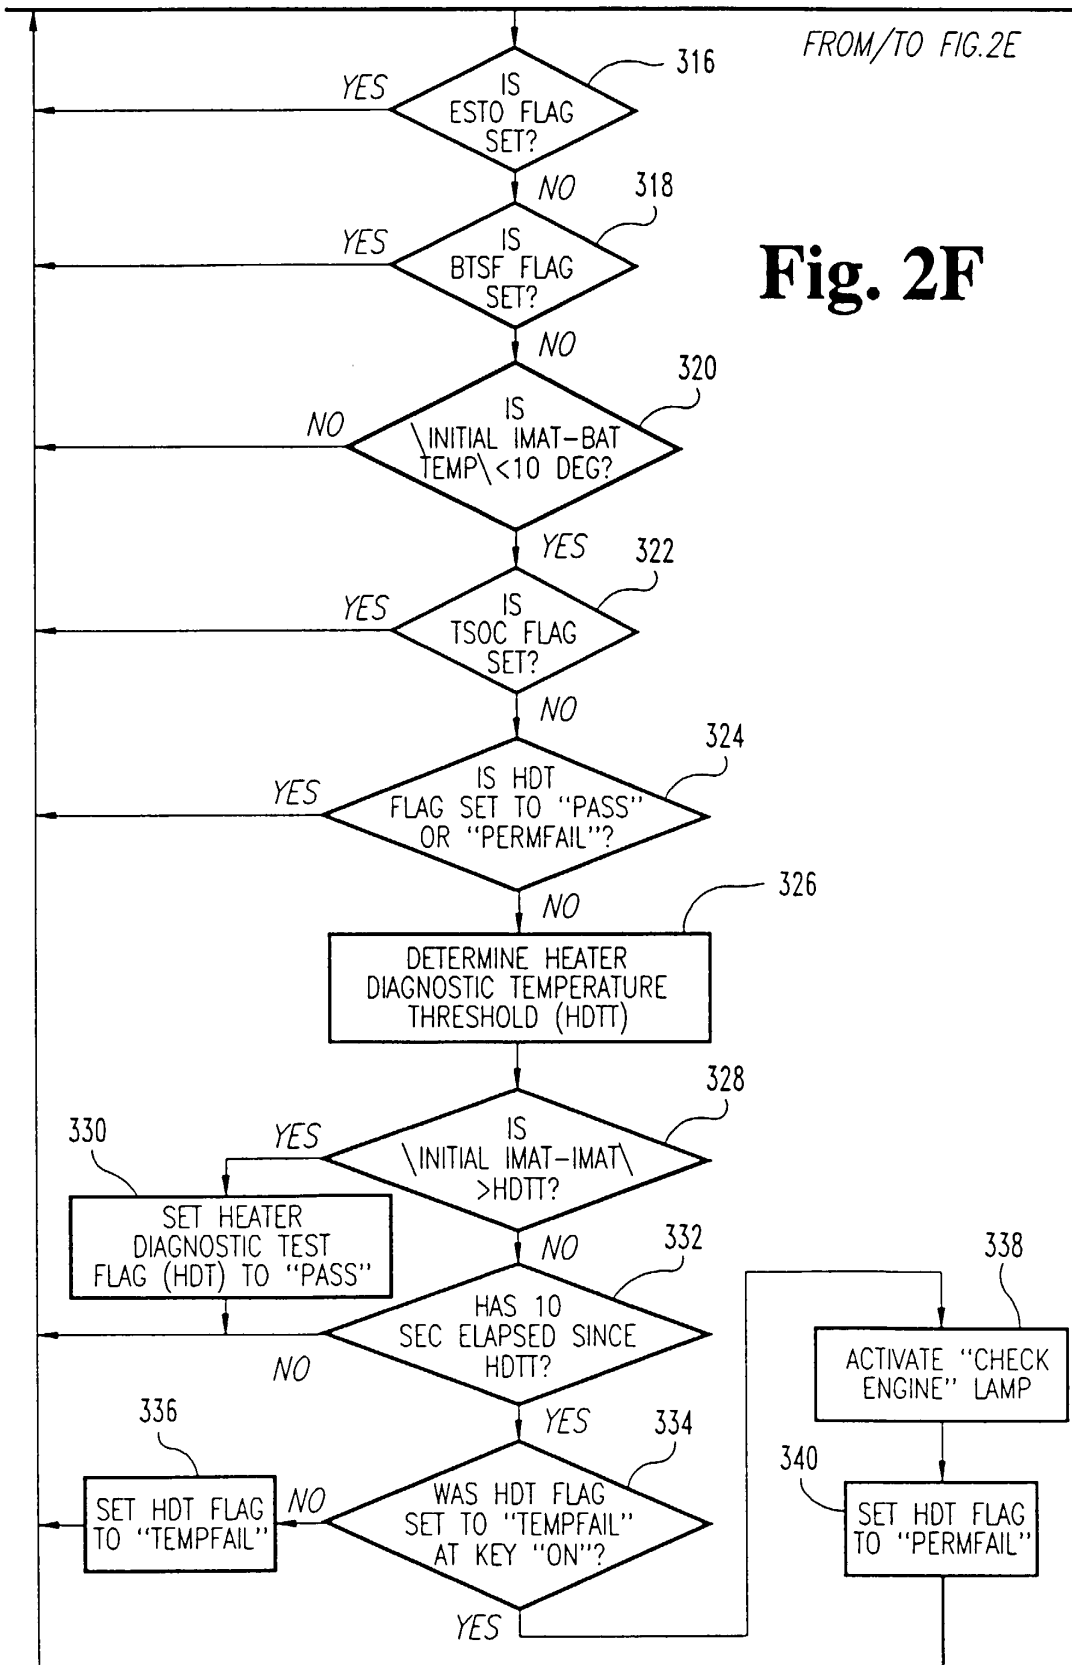 FROM/TO FIG.2E
316
YES
IS
ESTO FLAG
SET?
NO
318
YES
IS
BTSF FLAG
SET?
Fig. 2F
NO
320
NO
IS
\INITIAL IMAT-BAT
TEMP\<10 DEG?
YES
322
YES
IS
TSOC FLAG
SET?
NO
324
YES
IS HDT
FLAG SET TO "PASS"
OR "PERMFAIL"?
NO
326
DETERMINE HEATER
DIAGNOSTIC TEMPERATURE
THRESHOLD (HDTT)
328
330
YES
IS
\INITIAL IMAT-IMAT\
>HDTT?
SET HEATER
DIAGNOSTIC TEST
FLAG (HDT) TO "PASS"
NO
332
HAS 10
SEC ELAPSED SINCE
HDTT?
NO
338
ACTIVATE "CHECK
ENGINE" LAMP
YES
334
336
SET HDT FLAG
TO "TEMPFAIL"
NO
WAS HDT FLAG
SET TO "TEMPFAIL"
AT KEY "ON"?
340
SET HDT FLAG
TO "PERMFAIL"
YES